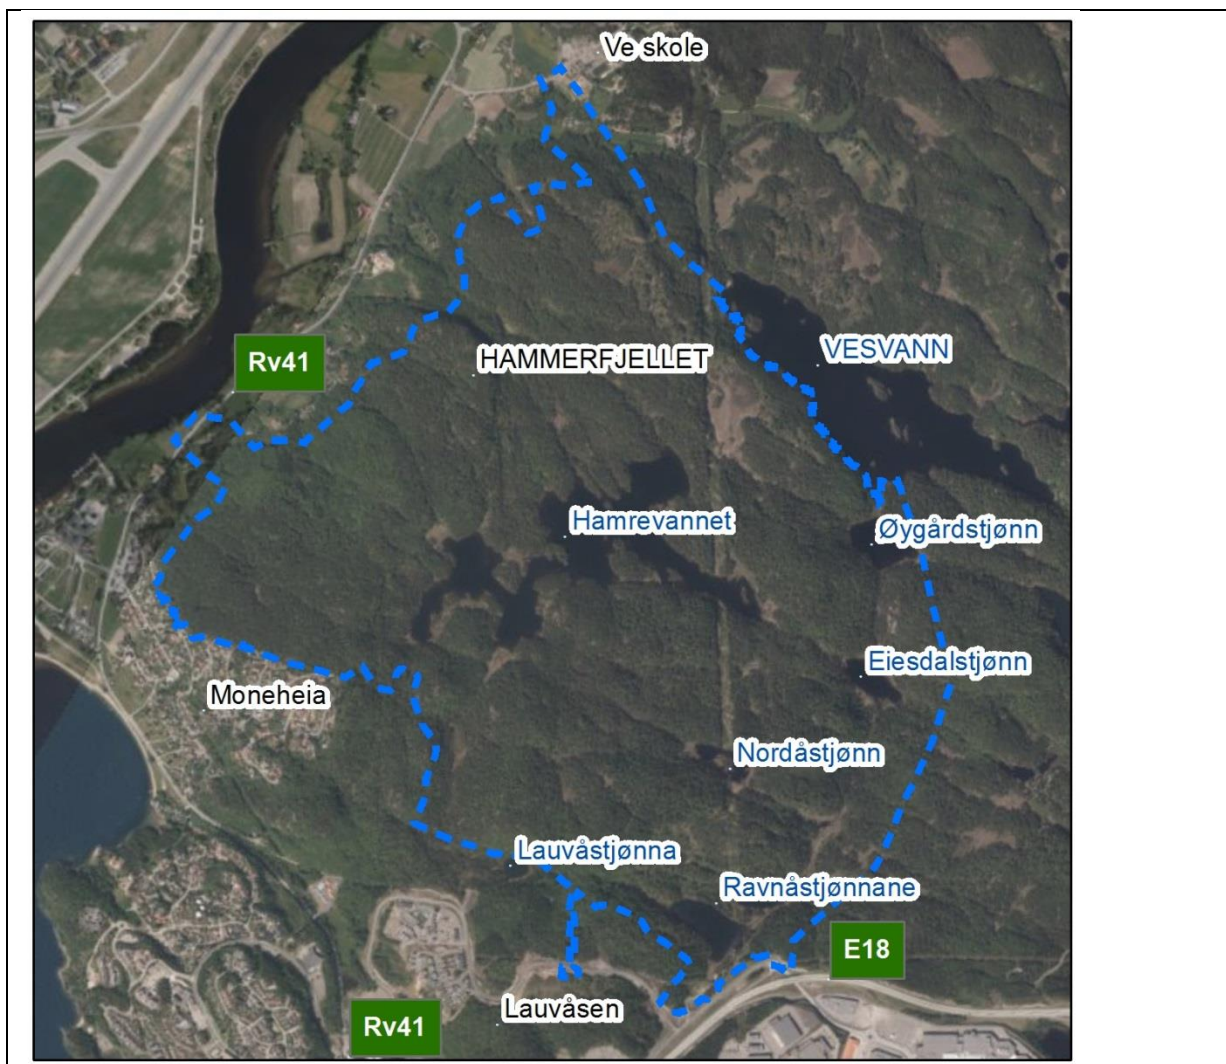 Ve skole
Rv41
HAMMERFJELLET
VESVANN
Hamrevannet
Øygårdstjønn
Eiesdalstjønn
Moneheia
Nordåstjønn
Lauvåstjønna
Ravnåstjønnane
E18
Lauvåsen
Rv41